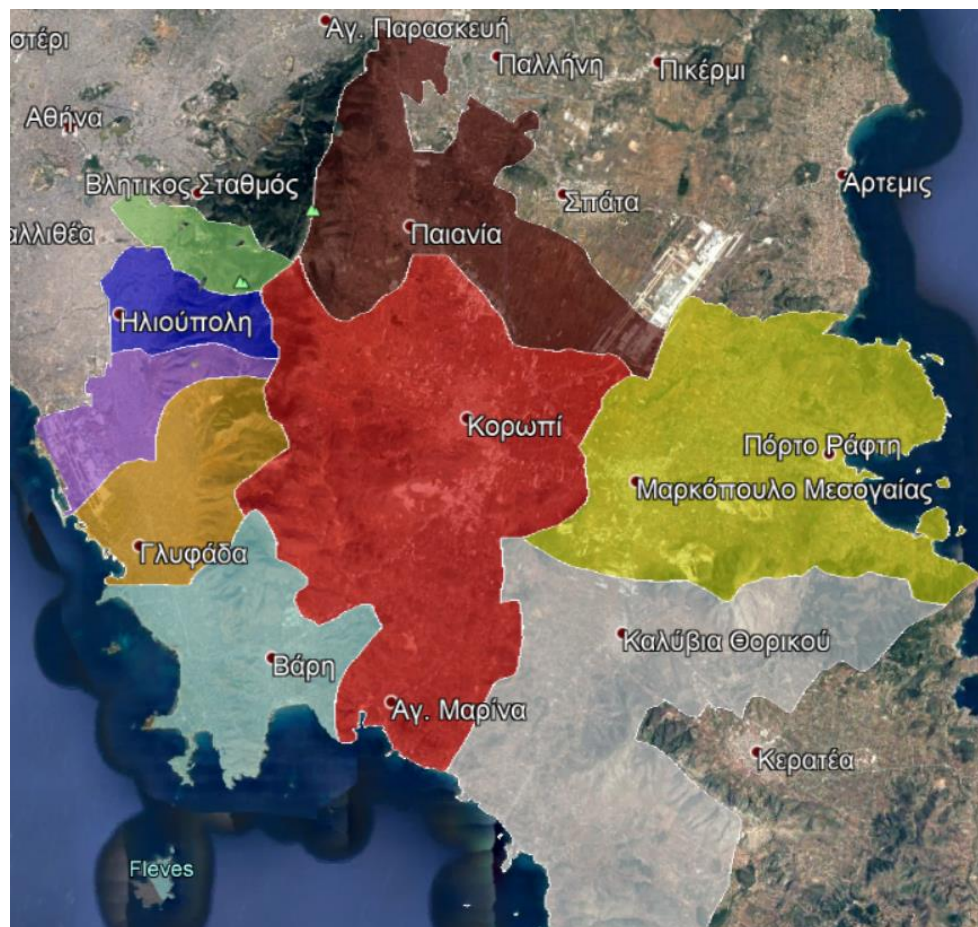 Αγ. Παρασκευή
στέρι
Παλλήνη
Πικέρμι
Αθήνα
Βλητικος Σταθμός
Άρτεμις
Σπάτα
αλλιθέα
Παιανία
Ηλιούπολη
Κορωπί
Πόρτο Ράφτη
Μαρκόπουλο Μεσογαίας
Γλυφάδα
Καλύβια Θορικού
Βάρη
Αγ. Μαρίνα
Κερατέα
Fleves